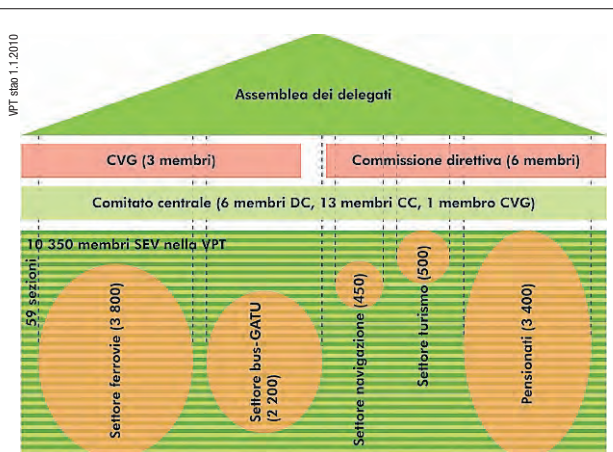 VPT stao 1.1.2010
Assemblea dei delegati
CVG (3 membri)
Commissione direttiva (6 membri)
Comitato centrale (6 membri DC, 13 membri CC, 1 membro CVG)
10 350 membri SEV nella VPT
59 sezioni
Settore ferrovie (3 800)
Settore bus-GATU
(2 200)
Settore navigazione (450)
Settore turismo (500)
Pensionati (3 400)